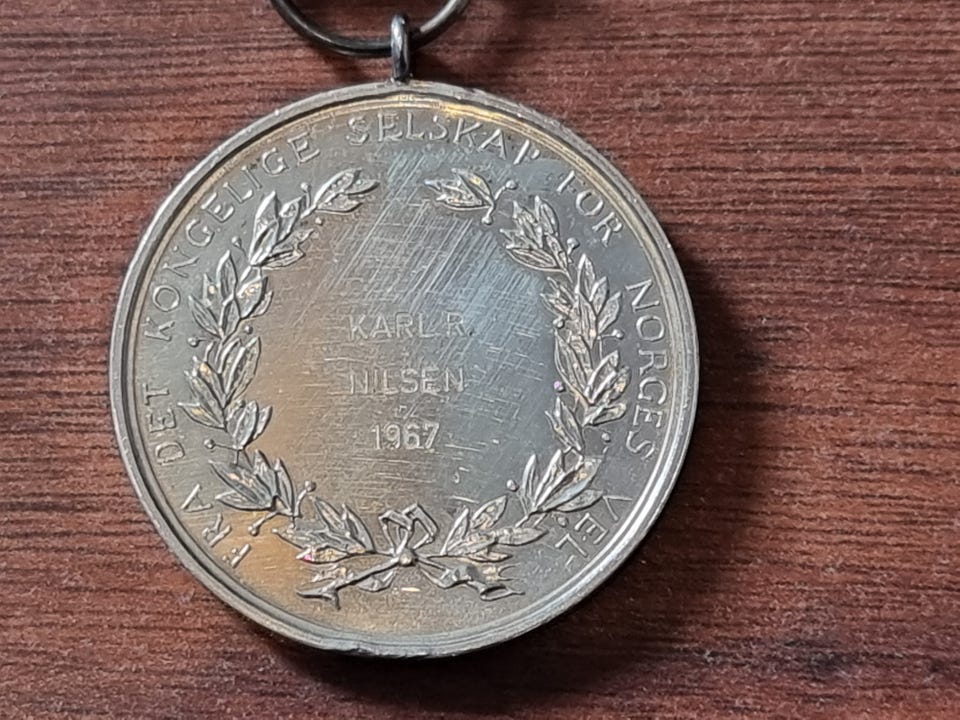 FRA DET KONGELIGE SELSKAP FOR NORGES VEL
KARL R.
NILSEN
1967